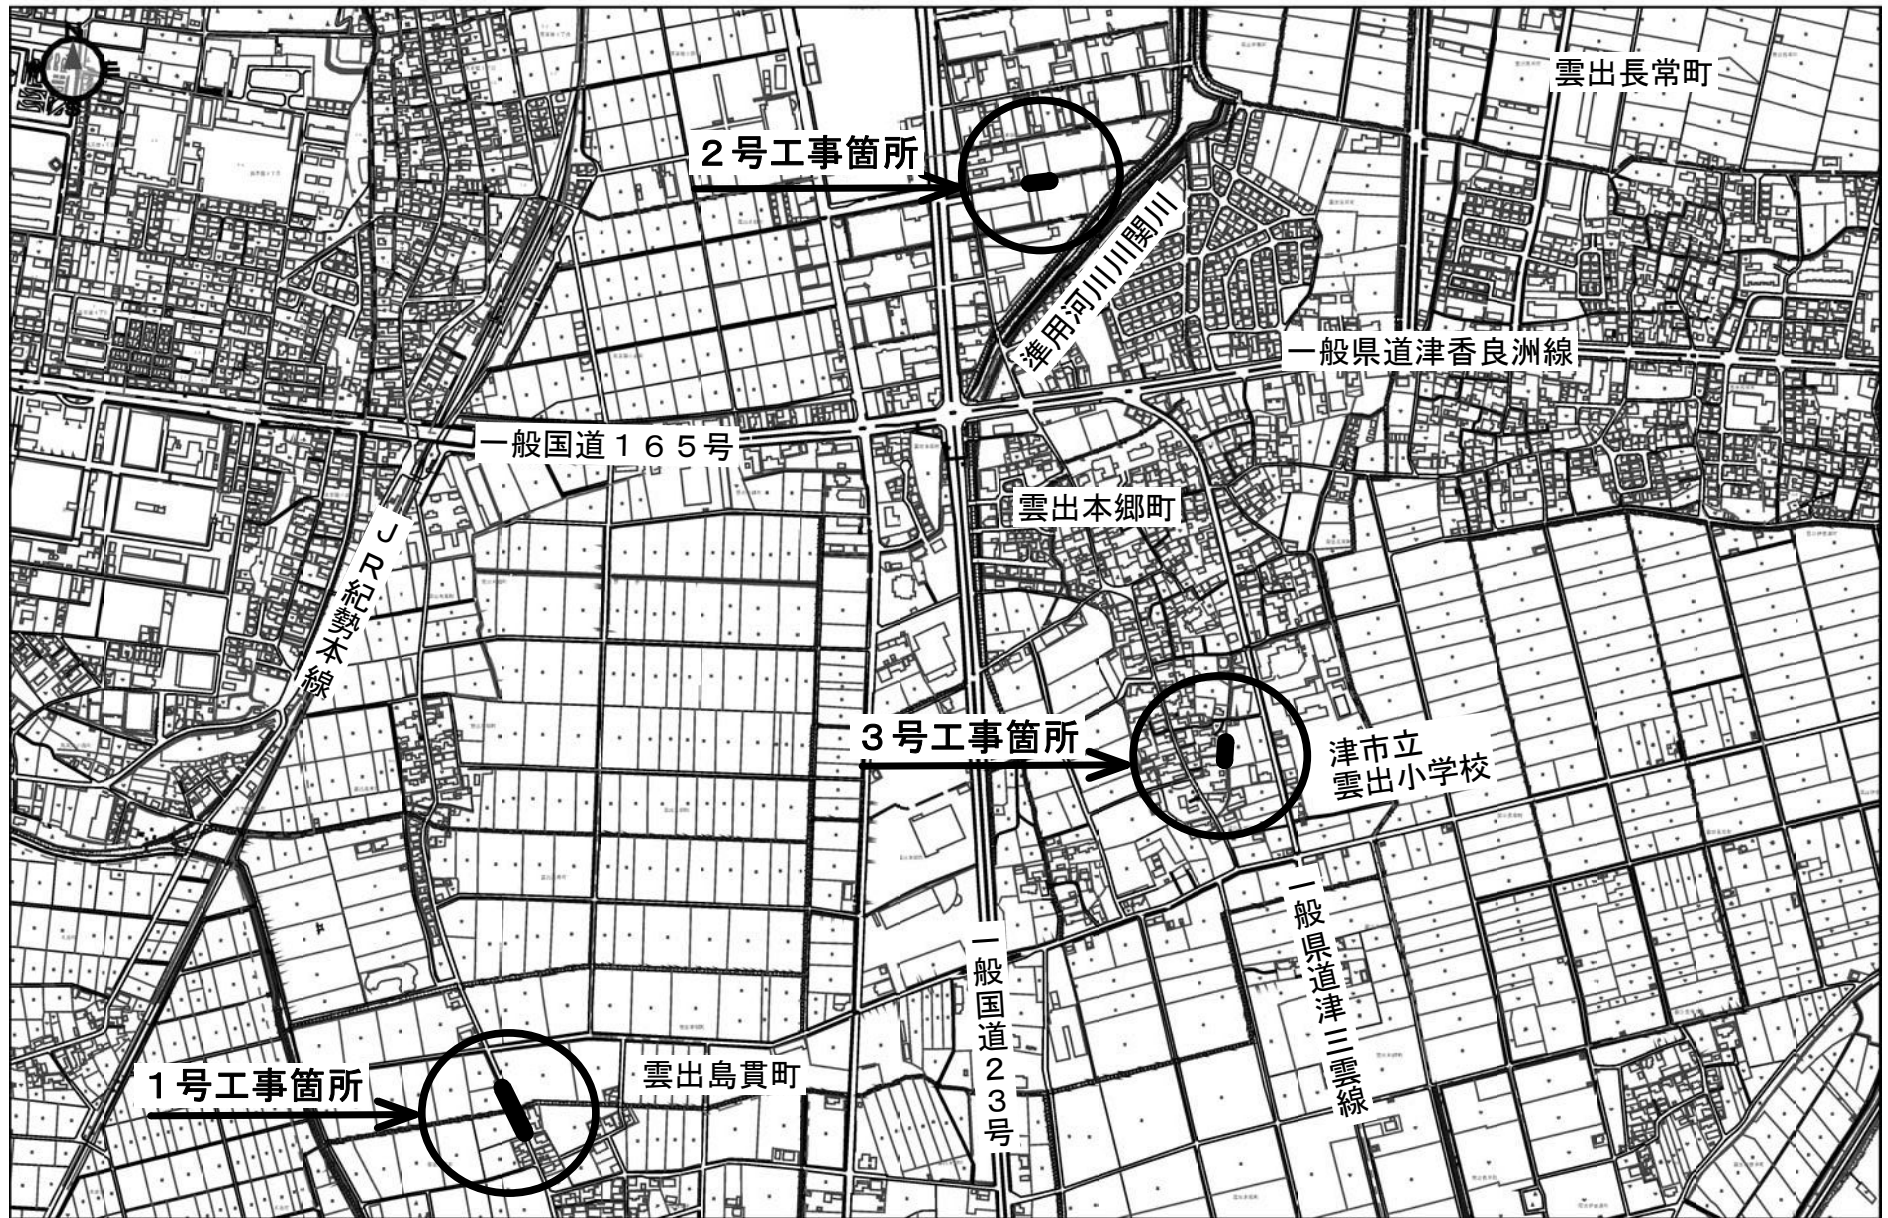 雲出長常町
２号工事箇所
準用河川川関川
一般県道津香良洲線
一般国道１６５号
雲出本郷町
ＪＲ紀勢本線
３号工事箇所
津市立
雲出小学校
一般県道津三雲線
一般国道２３号
雲出島貫町
１号工事箇所